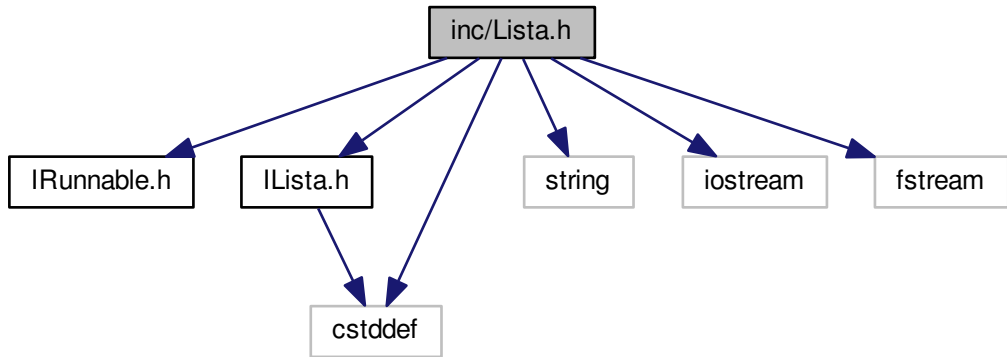 inc/Lista.h
IRunnable.h
ILista.h
string
iostream
fstream
cstddef